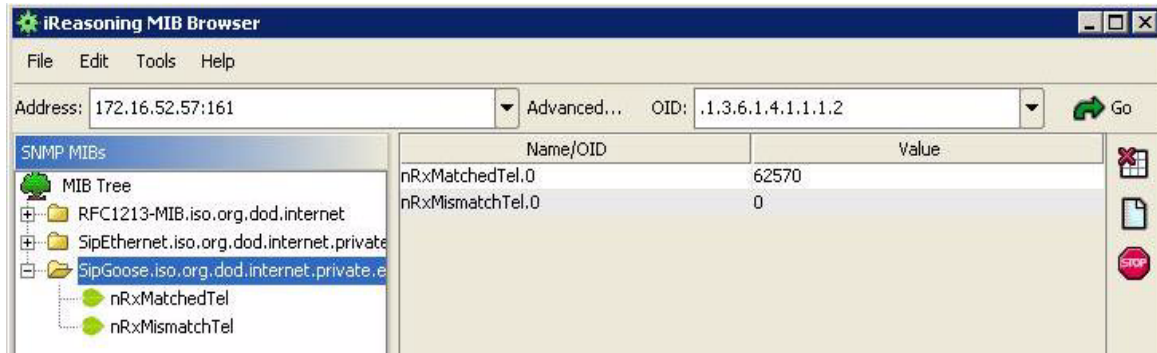 iReasoning MIB Browser
File Edit Tools Help
Address: 172.16.52.57:161 Advanced... OID: .1.3.6.1.4.1.1.1.2 Go
SNMP MIBs
MIB Tree
RFC1213-MIB.iso.org.dod.internet
SipEthernet.iso.org.dod.internet.private
SipGoose.iso.org.dod.internet.private.e
nRxMatchedTel
nRxMismatchTel
Name/OID Value
nRxMatchedTel.0 62570
nRxMismatchTel.0 0
STOP